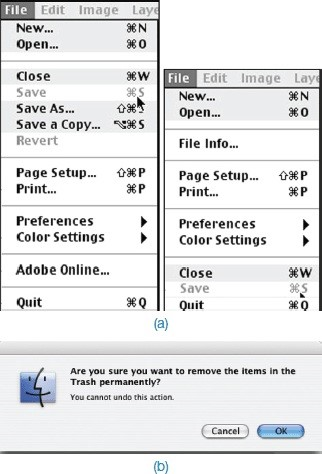 File Edit Image Laye
New... ⌘N
Open... ⌘O
Close ⌘W
Save ⌘S
Save As... ⇧⌘S
Save a Copy... ⌥⌘S
Revert
Page Setup... ⇧⌘P
Print... ⌘P
Preferences
Color Settings
Adobe Online...
Quit ⌘Q
File Edit Image Lay
New... ⌘N
Open... ⌘O
File Info...
Page Setup... ⇧⌘P
Print... ⌘P
Preferences
Color Settings
Close ⌘W
Save ⌘S
Quit ⌘Q
(a)
Are you sure you want to remove the items in the
Trash permanently?
You cannot undo this action.
Cancel OK
(b)